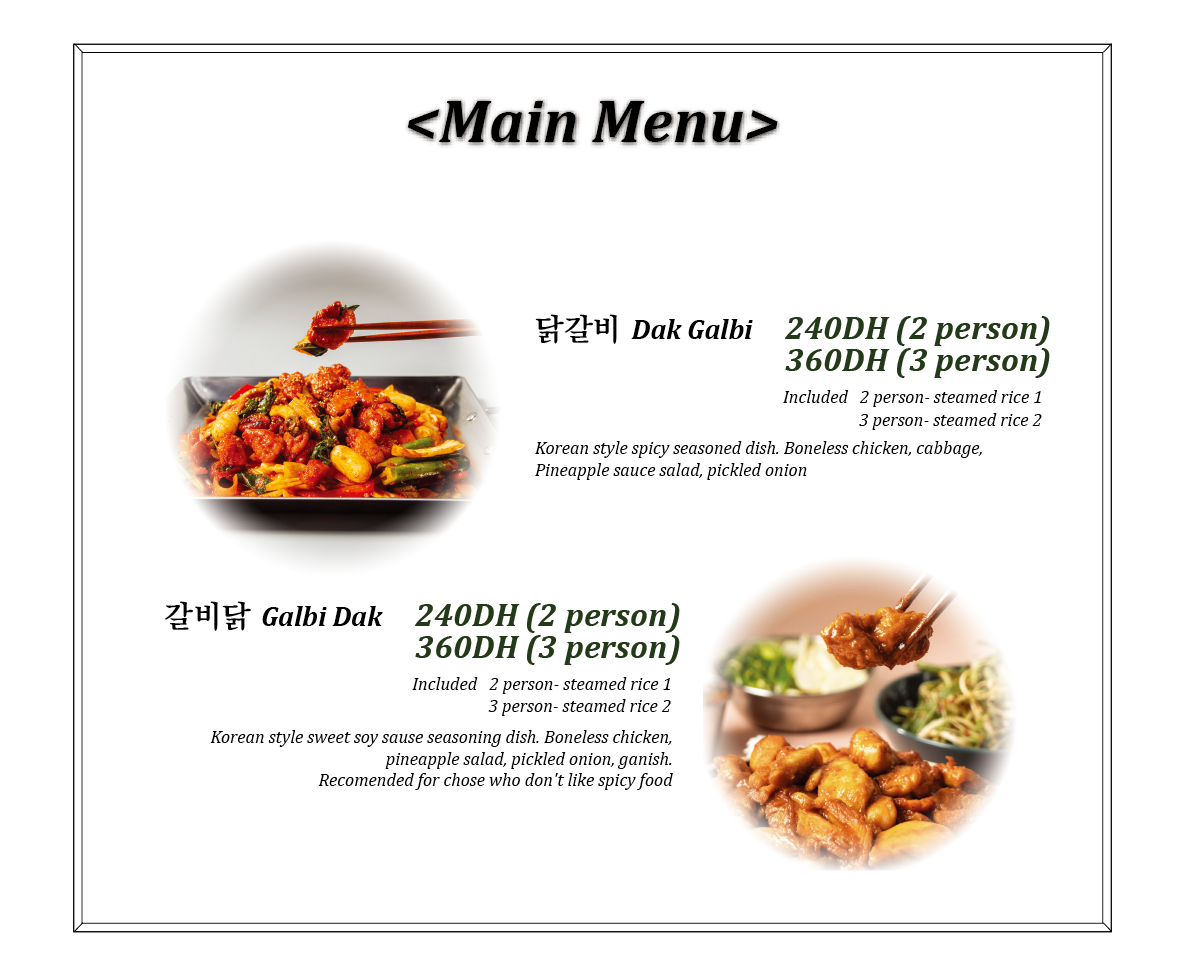 <Main Menu>
닭갈비 Dak Galbi 240DH (2 person)
360DH (3 person)
Included 2 person- steamed rice 1
3 person- steamed rice 2
Korean style spicy seasoned dish. Boneless chicken, cabbage,
Pineapple sauce salad, pickled onion
갈비닭 Galbi Dak 240DH (2 person)
360DH (3 person)
Included 2 person- steamed rice 1
3 person- steamed rice 2
Korean style sweet soy sause seasoning dish. Boneless chicken,
pineapple salad, pickled onion, ganish.
Recomended for chose who don't like spicy food